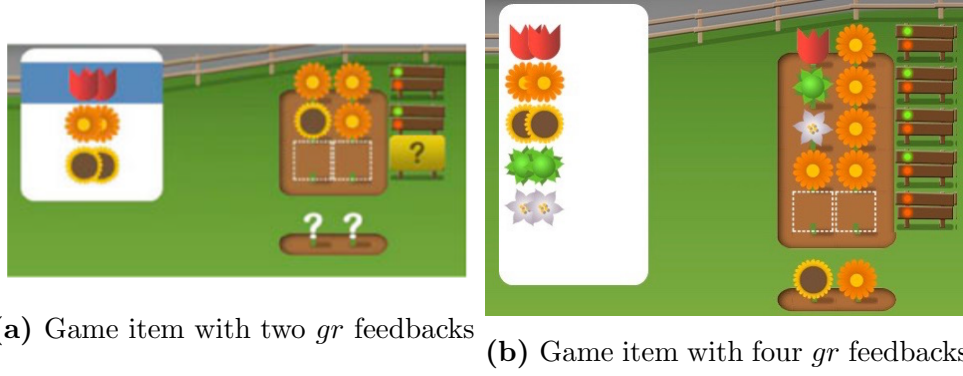 ?
? ?
(a) Game item with two gr feedbacks
(b) Game item with four gr feedbacks